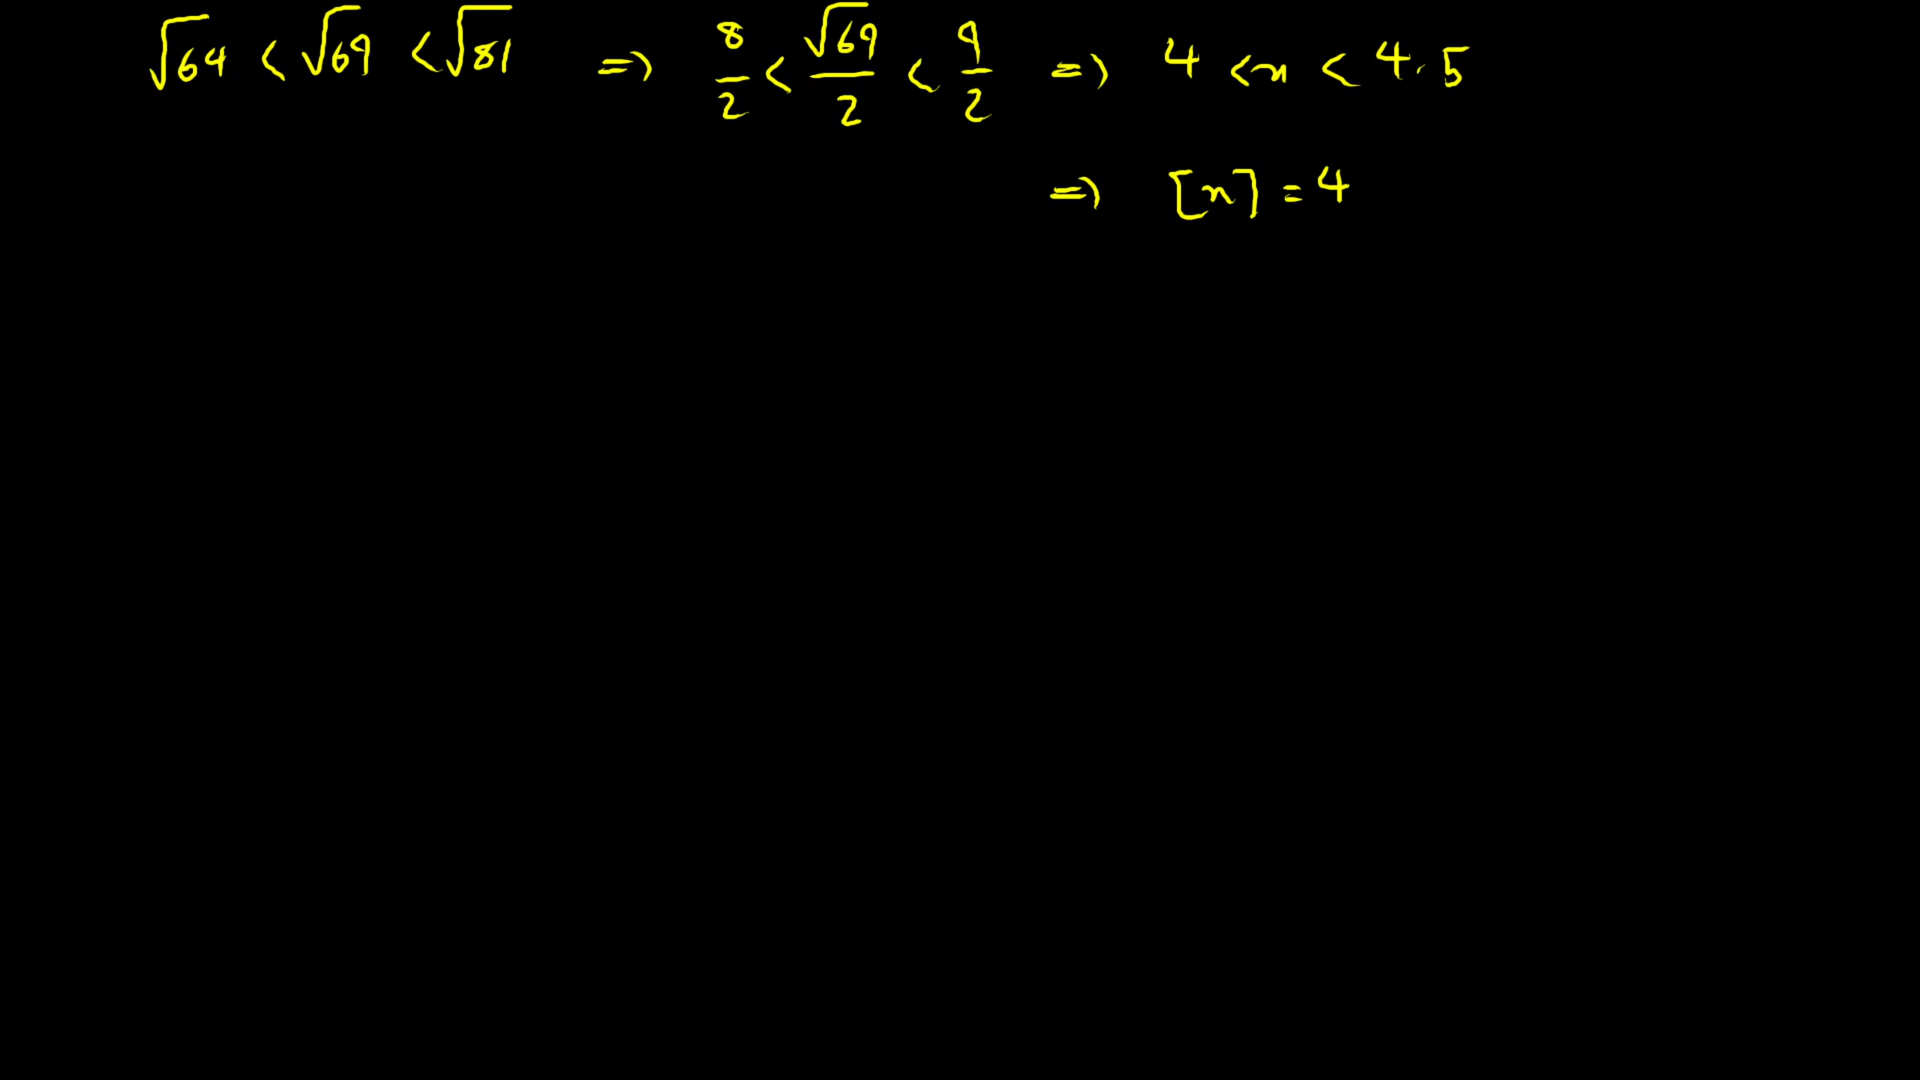 √64 < √69 < √81 => 8/2 < √69/2 < 9/2 => 4 < x < 4.5
=> [x] = 4